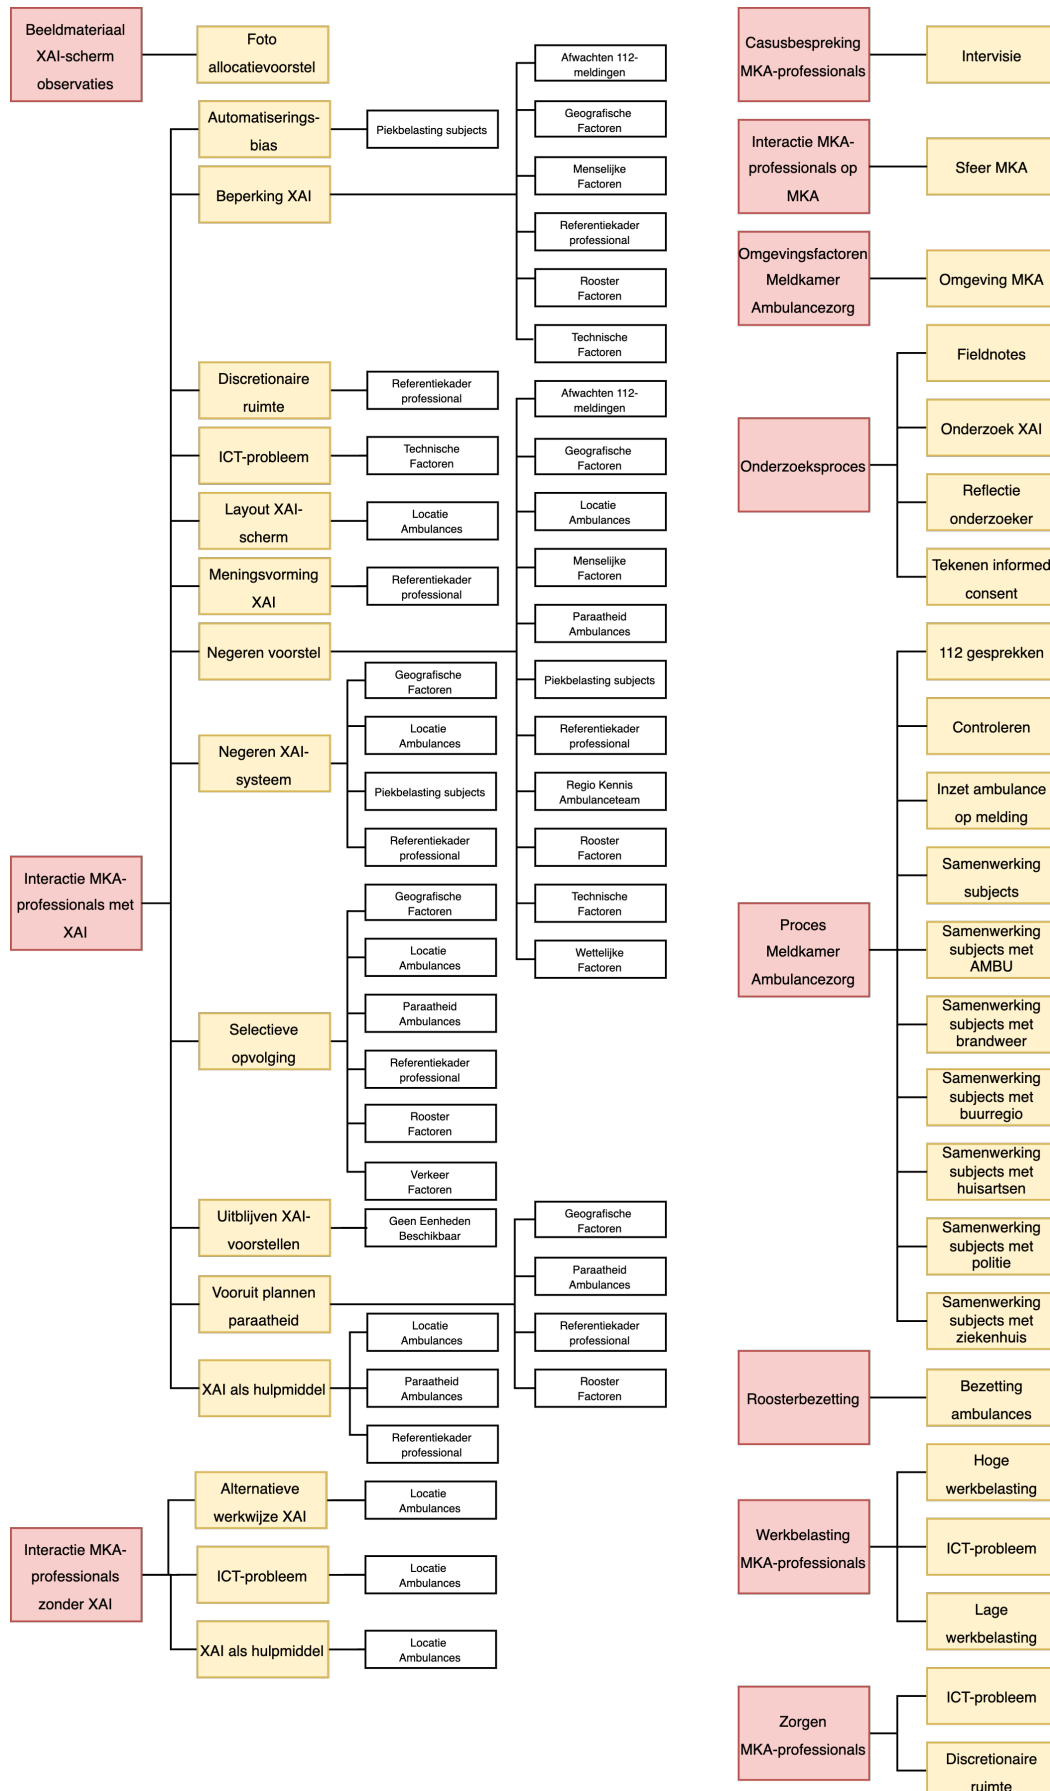 Beeldmateriaal
XAI-scherm
observaties
Foto
allocatievoorstel
Interactie MKA-
professionals met
XAI
Automatiserings-
bias
Piekbelasting subjects
Beperking XAI
Afwachten 112-
meldingen
Geografische
Factoren
Menselijke
Factoren
Referentiekader
professional
Rooster
Factoren
Technische
Factoren
Discretionaire
ruimte
Referentiekader
professional
ICT-probleem
Technische
Factoren
Layout XAI-
scherm
Locatie
Ambulances
Meningsvorming
XAI
Referentiekader
professional
Negeren voorstel
Afwachten 112-
meldingen
Geografische
Factoren
Locatie
Ambulances
Menselijke
Factoren
Paraatheid
Ambulances
Piekbelasting subjects
Referentiekader
professional
Regio Kennis
Ambulanceteam
Rooster
Factoren
Technische
Factoren
Wettelijke
Factoren
Negeren XAI-
systeem
Geografische
Factoren
Locatie
Ambulances
Piekbelasting subjects
Referentiekader
professional
Selectieve
opvolging
Geografische
Factoren
Locatie
Ambulances
Paraatheid
Ambulances
Referentiekader
professional
Rooster
Factoren
Verkeer
Factoren
Uitblijven XAI-
voorstellen
Geen Eenheden
Beschikbaar
Vooruit plannen
paraatheid
Geografische
Factoren
Paraatheid
Ambulances
Referentiekader
professional
Rooster
Factoren
XAI als hulpmiddel
Locatie
Ambulances
Paraatheid
Ambulances
Referentiekader
professional
Interactie MKA-
professionals
zonder XAI
Alternatieve
werkwijze XAI
Locatie
Ambulances
ICT-probleem
Locatie
Ambulances
XAI als hulpmiddel
Locatie
Ambulances
Casusbespreking
MKA-professionals
Intervisie
Interactie MKA-
professionals op
MKA
Sfeer MKA
Omgevingsfactoren
Meldkamer
Ambulancezorg
Omgeving MKA
Onderzoeksproces
Fieldnotes
Onderzoek XAI
Reflectie
onderzoeker
Tekenen informed
consent
Proces
Meldkamer
Ambulancezorg
112 gesprekken
Controleren
Inzet ambulance
op melding
Samenwerking
subjects
Samenwerking
subjects met
AMBU
Samenwerking
subjects met
brandweer
Samenwerking
subjects met
buurregio
Samenwerking
subjects met
huisartsen
Samenwerking
subjects met
politie
Samenwerking
subjects met
ziekenhuis
Roosterbezetting
Bezetting
ambulances
Werkbelasting
MKA-professionals
Hoge
werkbelasting
ICT-probleem
Lage
werkbelasting
Zorgen
MKA-professionals
ICT-probleem
Discretionaire
ruimte